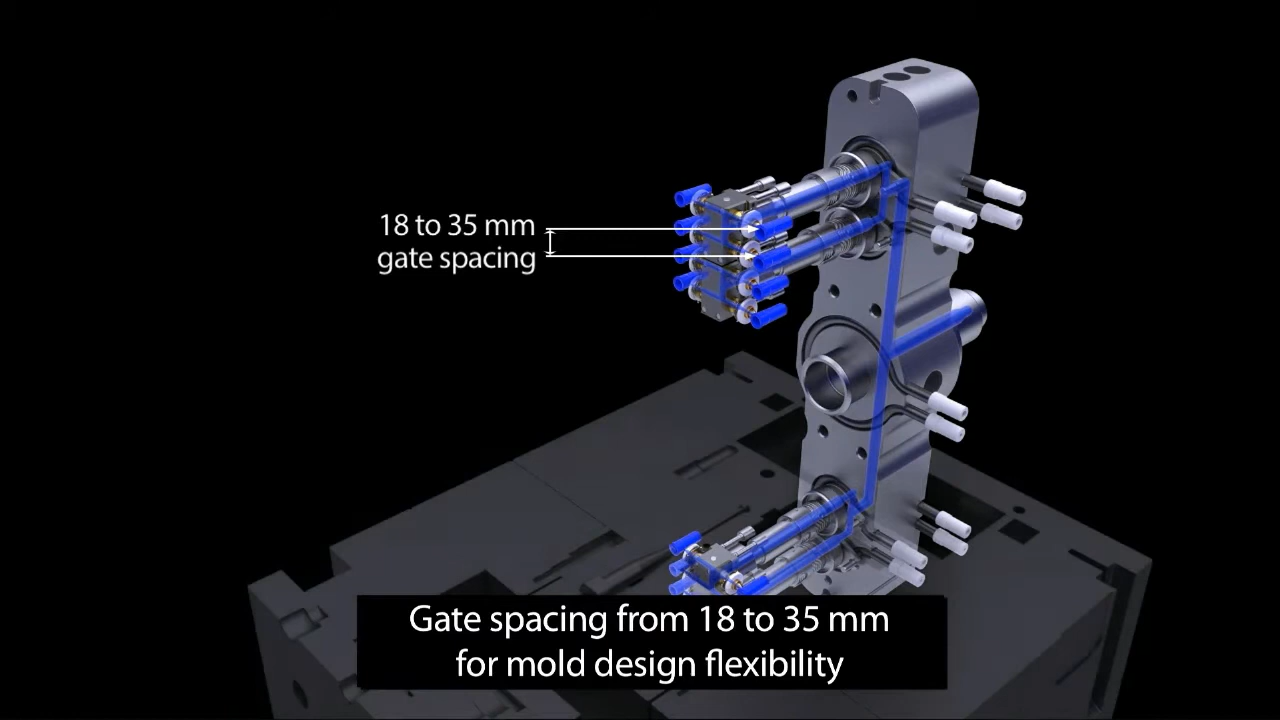 18 to 35 mm
gate spacing
Gate spacing from 18 to 35 mm
for mold design flexibility